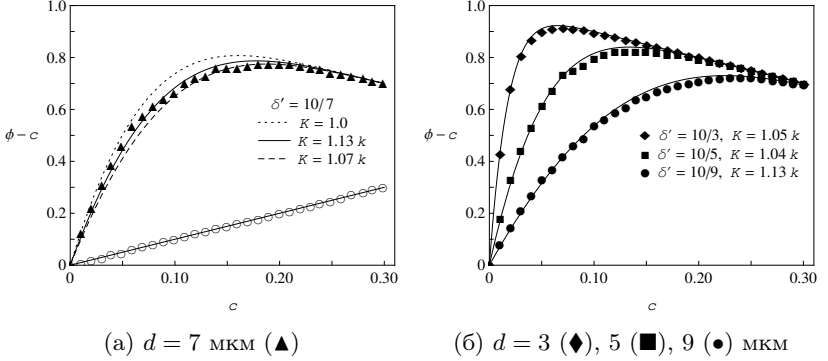 1.0
0.8
0.6
0.4
0.2
0
ϕ − c
δ′ = 10/7
K = 1.0
K = 1.13 k
K = 1.07 k
0 0.10 0.20 0.30
c
(а) d = 7 мкм (▲)
1.0
0.8
0.6
0.4
0.2
0
ϕ − c
δ′ = 10/3, K = 1.05 k
δ′ = 10/5, K = 1.04 k
δ′ = 10/9, K = 1.13 k
0 0.10 0.20 0.30
c
(б) d = 3 (◆), 5 (■), 9 (●) мкм